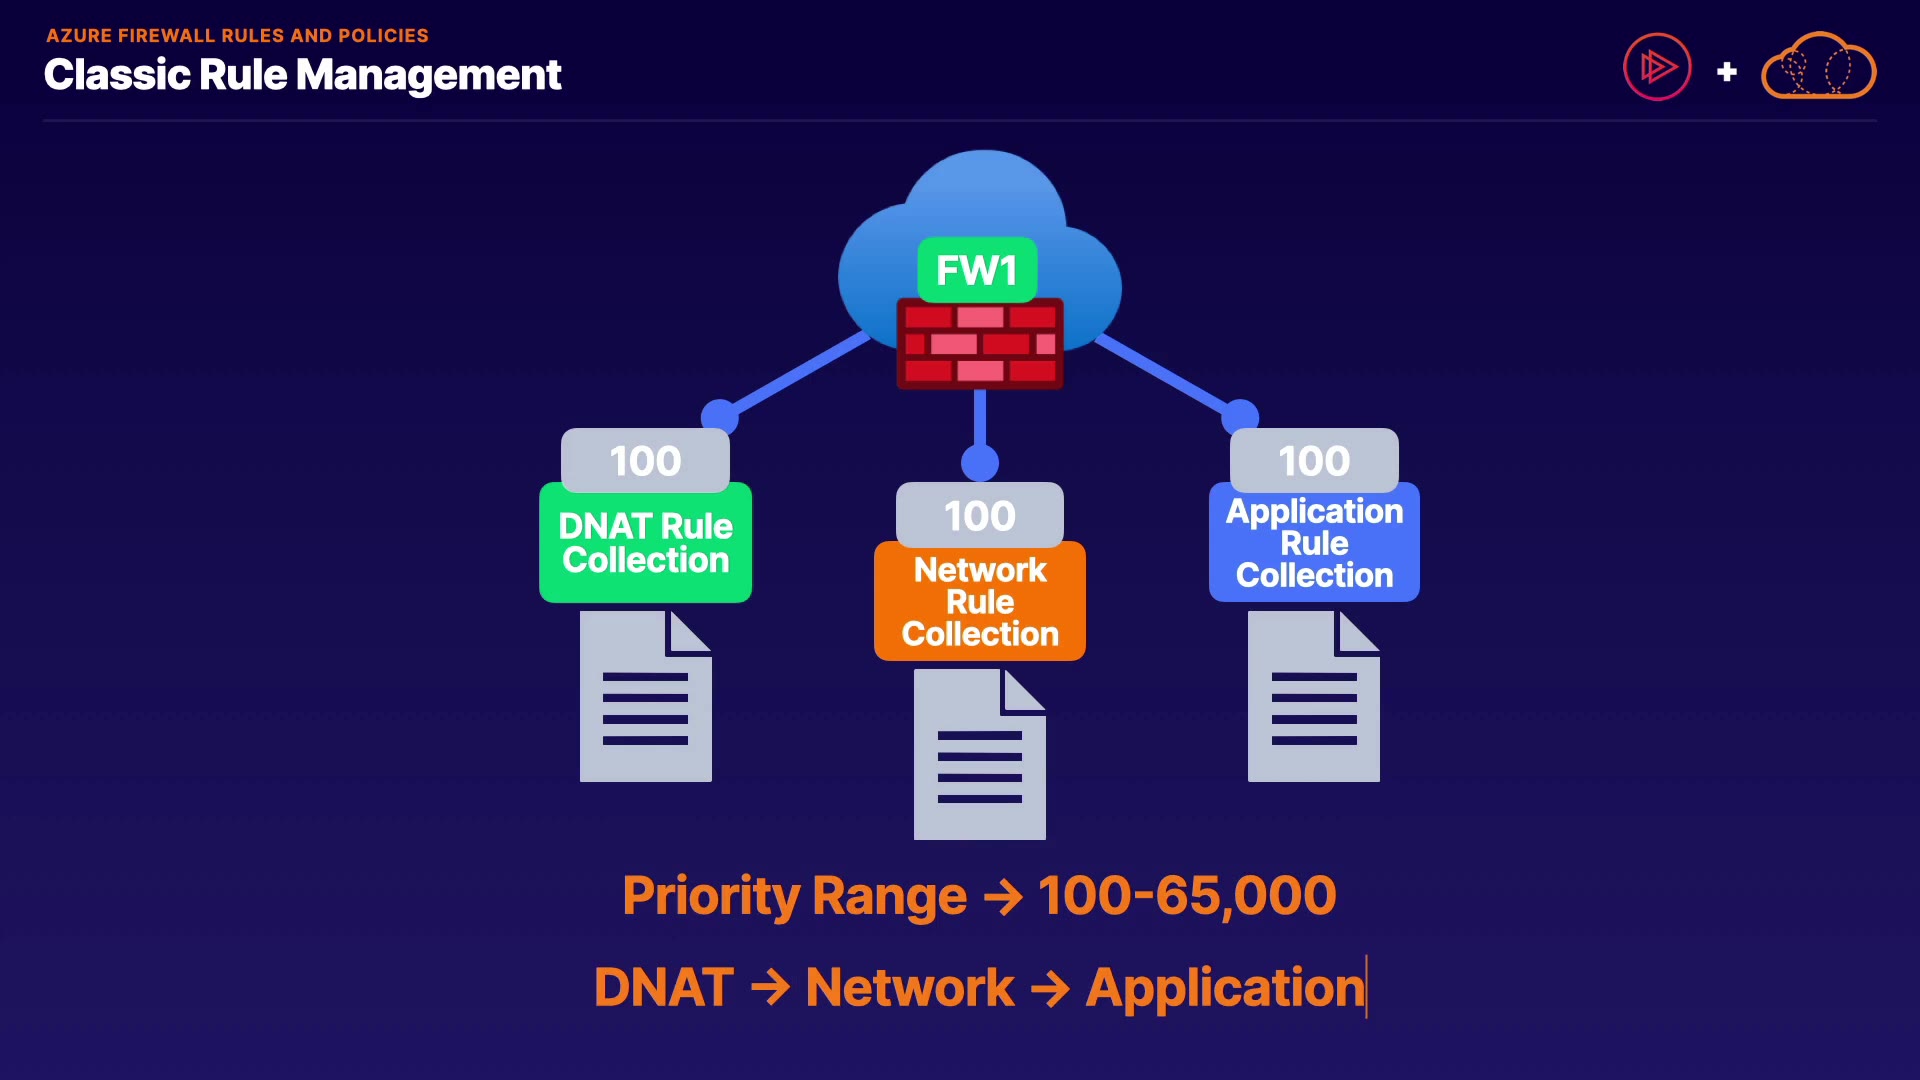 AZURE FIREWALL RULES AND POLICIES
Classic Rule Management
FW1
100
DNAT Rule
Collection
100
Network
Rule
Collection
100
Application
Rule
Collection
Priority Range → 100-65,000
DNAT → Network → Application